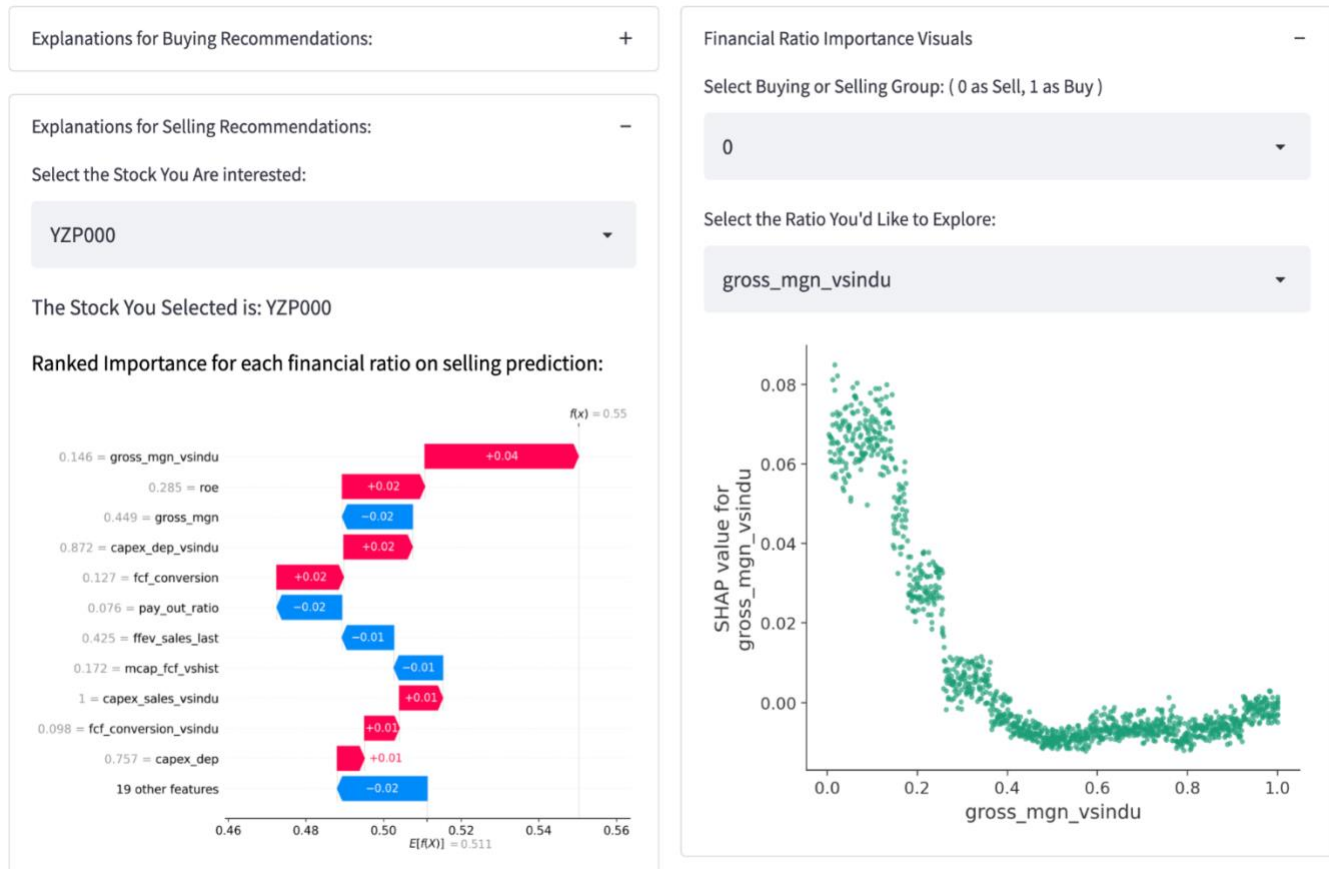 Explanations for Buying Recommendations:
+
Explanations for Selling Recommendations:
−
Select the Stock You Are interested:
YZP000
The Stock You Selected is: YZP000
Ranked Importance for each financial ratio on selling prediction:
f(x) = 0.55
0.146 = gross_mgn_vsindu
+0.04
0.285 = roe
+0.02
0.449 = gross_mgn
−0.02
0.872 = capex_dep_vsindu
+0.02
0.127 = fcf_conversion
+0.02
0.076 = pay_out_ratio
−0.02
0.425 = ffev_sales_last
−0.01
0.172 = mcap_fcf_vshist
−0.01
1 = capex_sales_vsindu
+0.01
0.098 = fcf_conversion_vsindu
+0.01
0.757 = capex_dep
+0.01
19 other features
−0.02
0.46 0.48 0.50 0.52 0.54 0.56
E[f(X)] = 0.511
Financial Ratio Importance Visuals
−
Select Buying or Selling Group: ( 0 as Sell, 1 as Buy )
0
Select the Ratio You'd Like to Explore:
gross_mgn_vsindu
SHAP value for
gross_mgn_vsindu
0.08
0.06
0.04
0.02
0.00
0.0 0.2 0.4 0.6 0.8 1.0
gross_mgn_vsindu